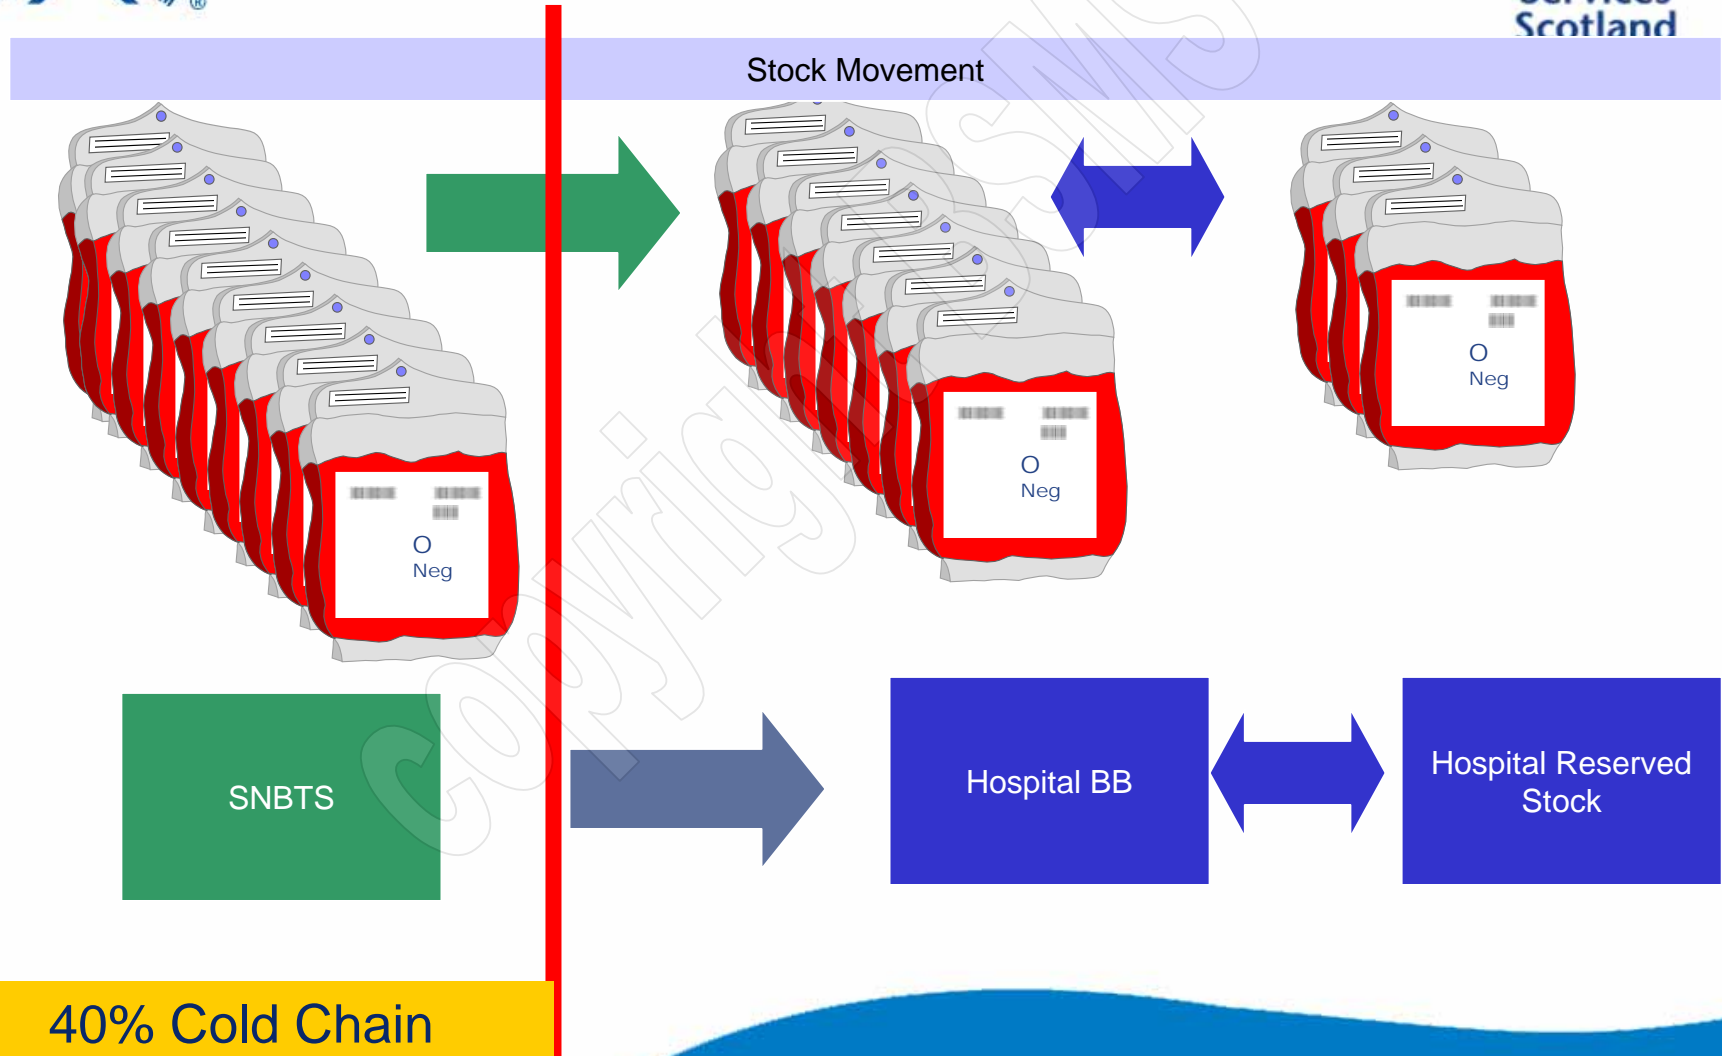 ®
Scotland
Stock Movement
O
Neg
O
Neg
O
Neg
SNBTS
Hospital BB
Hospital Reserved
Stock
40% Cold Chain